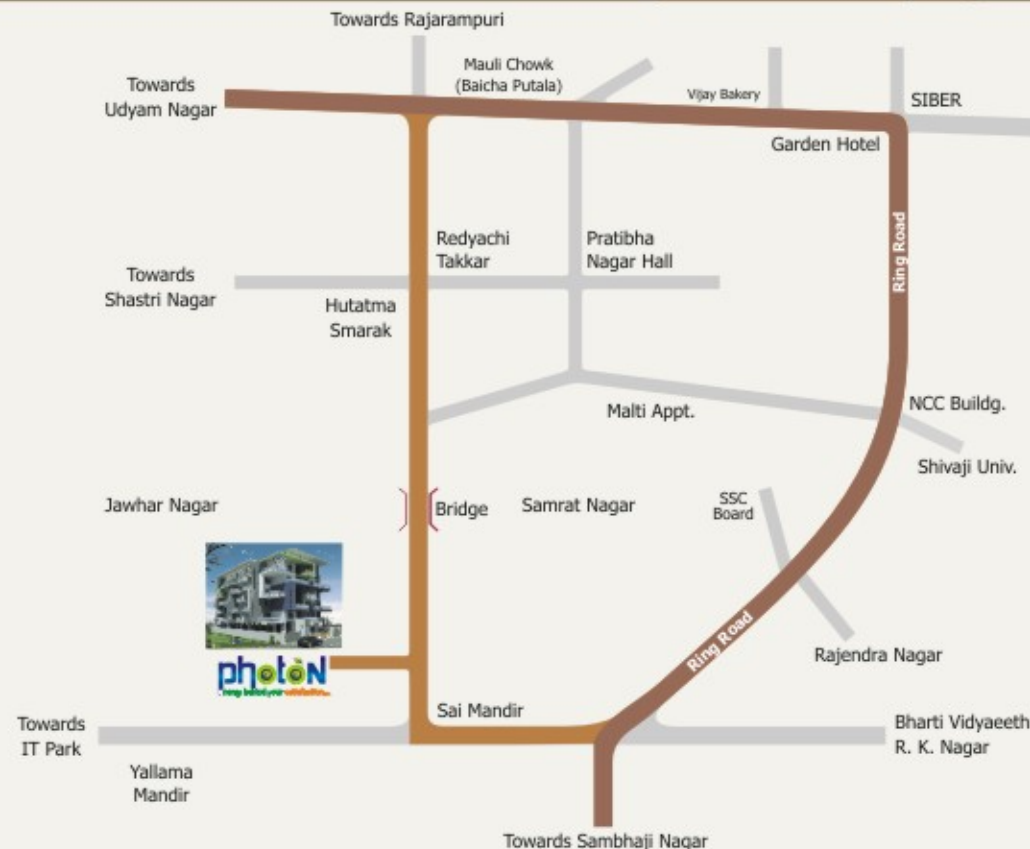 Towards Rajarampuri
Mauli Chowk
(Baicha Putala)
Towards
Udyam Nagar
Vijay Bakery
SIBER
Garden Hotel
Ring Road
Redyachi
Takkar
Pratibha
Nagar Hall
Towards
Shastri Nagar
Hutatma
Smarak
NCC Buildg.
Malti Appt.
Shivaji Univ.
Jawhar Nagar
Bridge
Samrat Nagar
SSC
Board
Ring Road
Rajendra Nagar
photon
Sai Mandir
Towards
IT Park
Bharti Vidyaeeth
R. K. Nagar
Yallama
Mandir
Towards Sambhaji Nagar